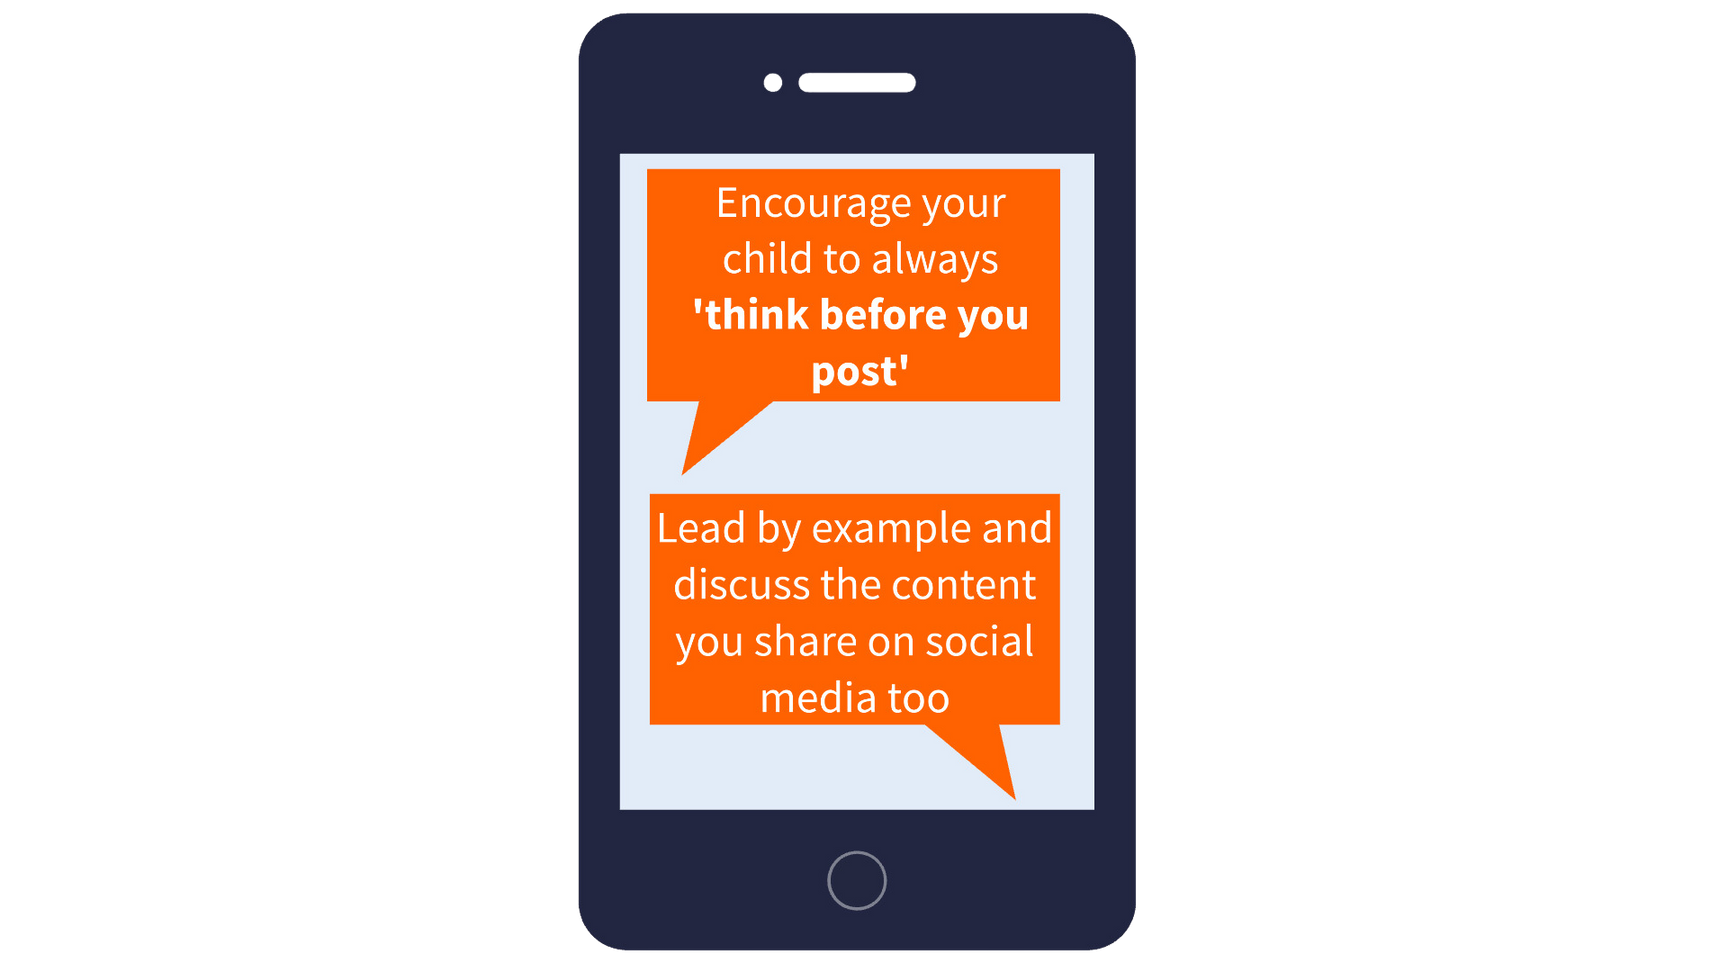 Encourage your
child to always
'think before you
post'
Lead by example and
discuss the content
you share on social
media too